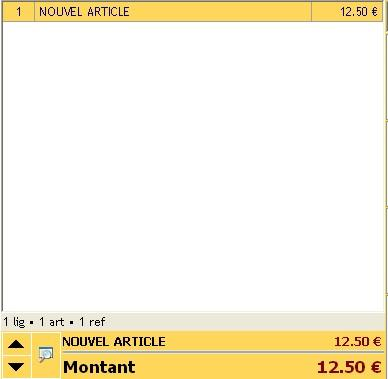 1 NOUVEL ARTICLE 12.50 €
1 lig • 1 art • 1 ref
NOUVEL ARTICLE 12.50 €
Montant 12.50 €